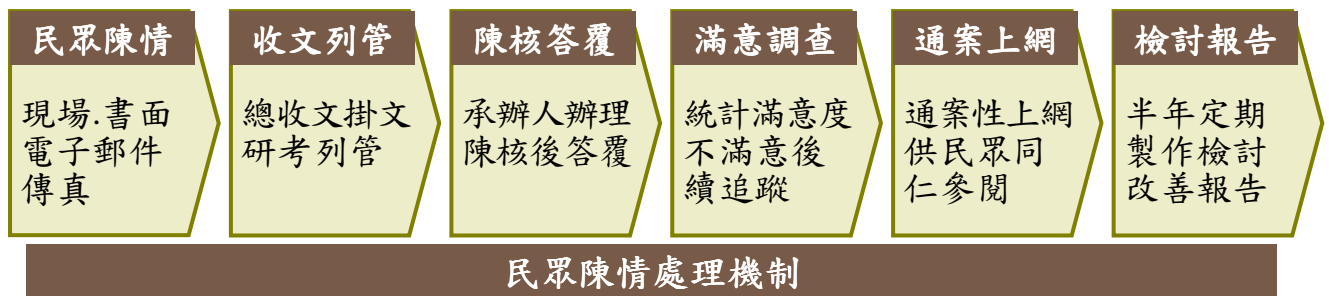 民眾陳情
現場.書面
電子郵件
傳真
收文列管
總收文掛文
研考列管
陳核答覆
承辦人辦理
陳核後答覆
滿意調查
統計滿意度
不滿意後
續追蹤
通案上網
通案性上網
供民眾同
仁參閱
檢討報告
半年定期
製作檢討
改善報告
民眾陳情處理機制